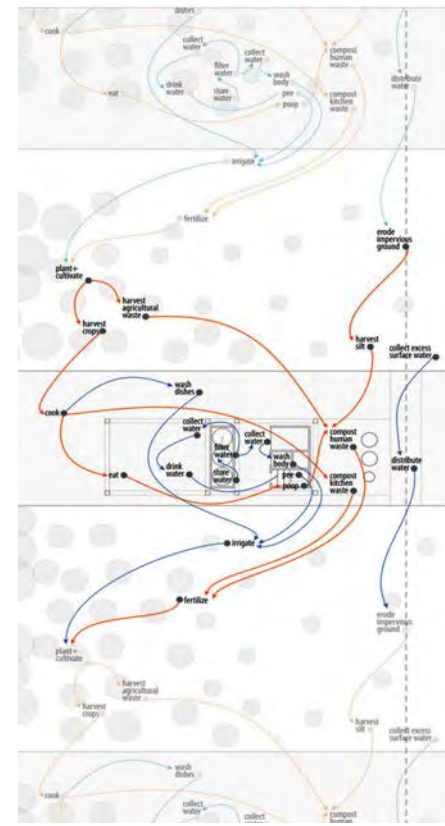 dishes
cook
collect
water
collect
water
filter
water
wash
body
compost
human
waste
distribute
water
drink
water
eat
store
water
pee
poop
compost
kitchen
waste
irrigate
fertilize
erode
impervious
ground
plant+
cultivate
harvest
agricultural
waste
harvest
crops
harvest
silt
collect excess
surface water
wash
dishes
cook
collect
water
collect
water
filter
water
compost
human
waste
wash
body
drink
water
eat
store
water
pee
poop
compost
kitchen
waste
distribute
water
irrigate
fertilize
erode
impervious
ground
plant+
cultivate
harvest
agricultural
waste
harvest
crops
harvest
silt
collect excess
surface water
wash
dishes
cook
collect
water
collect
water
filter
compost
human